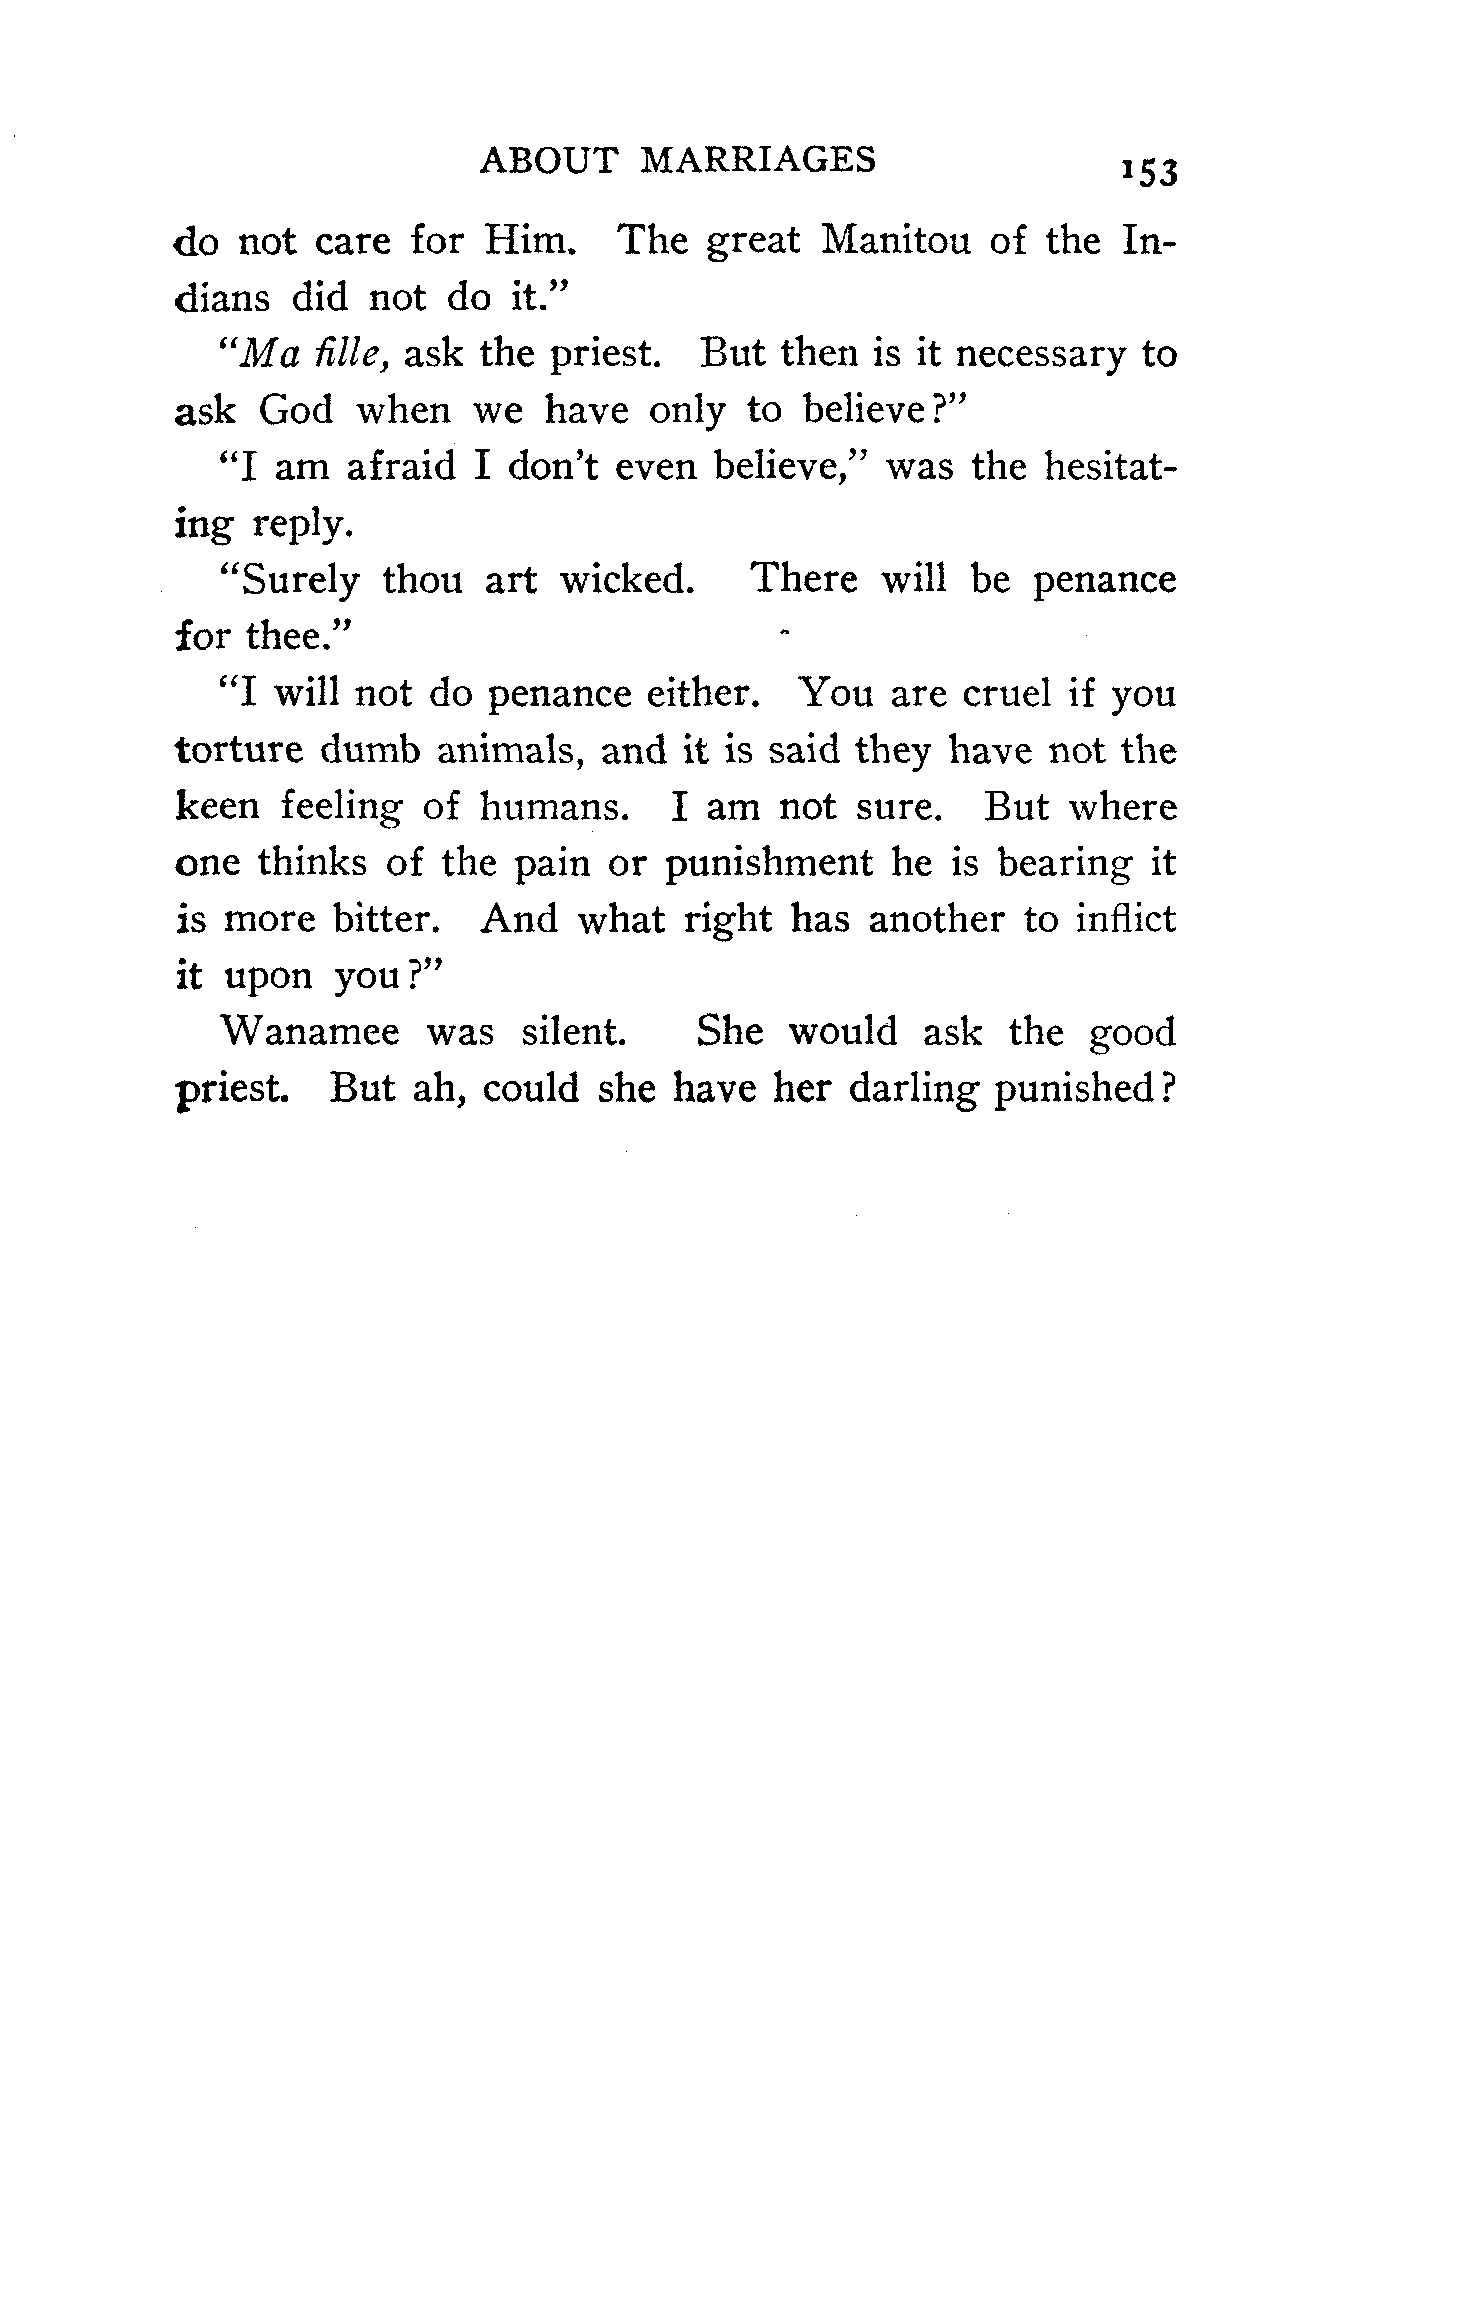 ABOUT MARRIAGES 153
do not care for Him. The great Manitou of the In-
dians did not do it."
"Ma fille, ask the priest. But then is it necessary to
ask God when we have only to believe?"
"I am afraid I don't even believe," was the hesitat-
ing reply.
"Surely thou art wicked. There will be penance
for thee."
"I will not do penance either. You are cruel if you
torture dumb animals, and it is said they have not the
keen feeling of humans. I am not sure. But where
one thinks of the pain or punishment he is bearing it
is more bitter. And what right has another to inflict
it upon you?"
Wanamee was silent. She would ask the good
priest. But ah, could she have her darling punished?